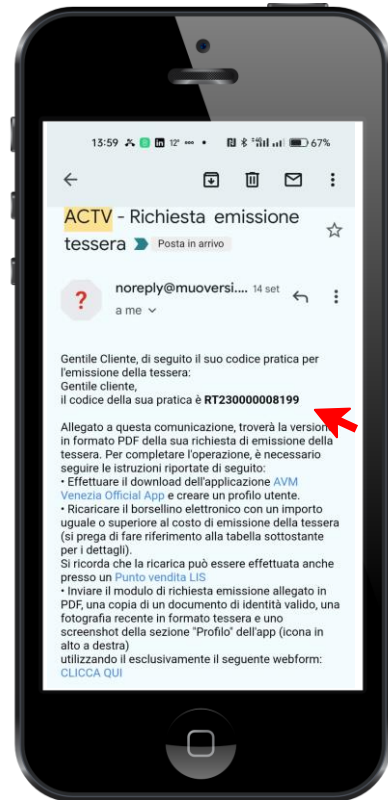 13:59 12° 67%
ACTV - Richiesta emissione
tessera Posta in arrivo
noreply@muoversi.... 14 set
a me
?
Gentile Cliente, di seguito il suo codice pratica per
l'emissione della tessera:
Gentile cliente,
il codice della sua pratica è RT230000008199
Allegato a questa comunicazione, troverà la versione
in formato PDF della sua richiesta di emissione della
tessera. Per completare l'operazione, è necessario
seguire le istruzioni riportate di seguito:
• Effettuare il download dell'applicazione AVM
Venezia Official App e creare un profilo utente.
• Ricaricare il borsellino elettronico con un importo
uguale o superiore al costo di emissione della tessera
(si prega di fare riferimento alla tabella sottostante
per i dettagli).
Si ricorda che la ricarica può essere effettuata anche
presso un Punto vendita LIS
• Inviare il modulo di richiesta emissione allegato in
PDF, una copia di un documento di identità valido, una
fotografia recente in formato tessera e uno
screenshot della sezione "Profilo" dell'app (icona in
alto a destra)
utilizzando il esclusivamente il seguente webform:
CLICCA QUI